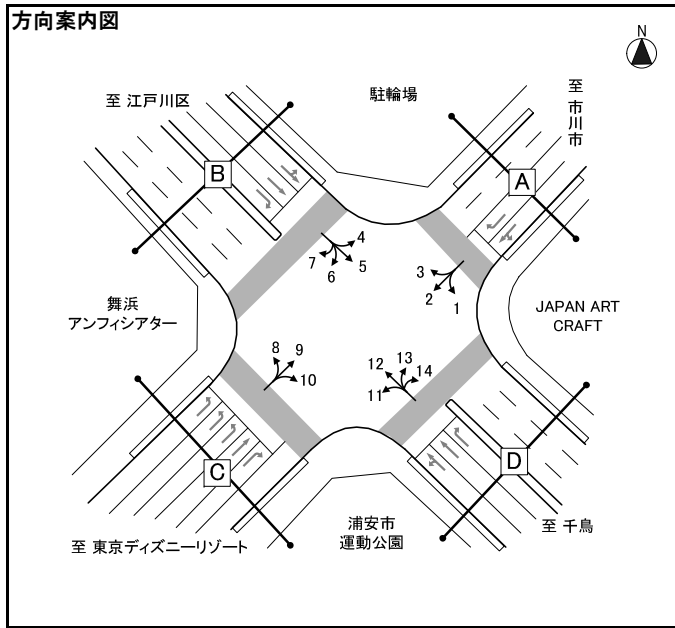 方向案内図
N
至 江戸川区
駐輪場
至 市川市
A
B
4
7
6
5
3
2
1
舞浜
アンフィシアター
JAPAN ART
CRAFT
8
9
10
12
13
14
11
C
D
至 東京ディズニーリゾート
浦安市
運動公園
至 千鳥